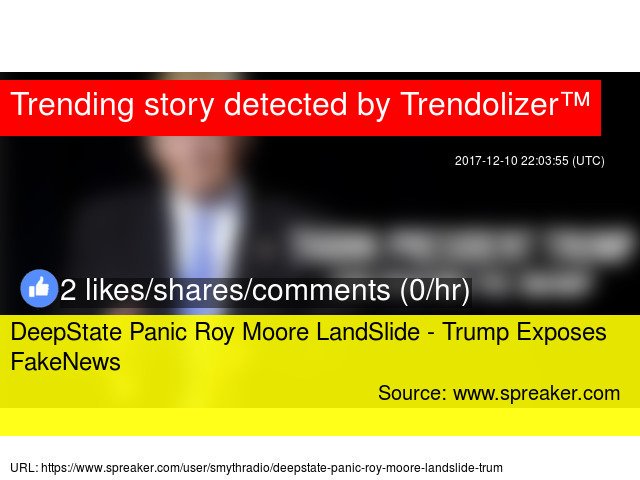 Trending story detected by Trendolizer™
2017-12-10 22:03:55 (UTC)
2 likes/shares/comments (0/hr)
DeepState Panic Roy Moore LandSlide - Trump Exposes
FakeNews
Source: www.spreaker.com
URL: https://www.spreaker.com/user/smythradio/deepstate-panic-roy-moore-landslide-trum